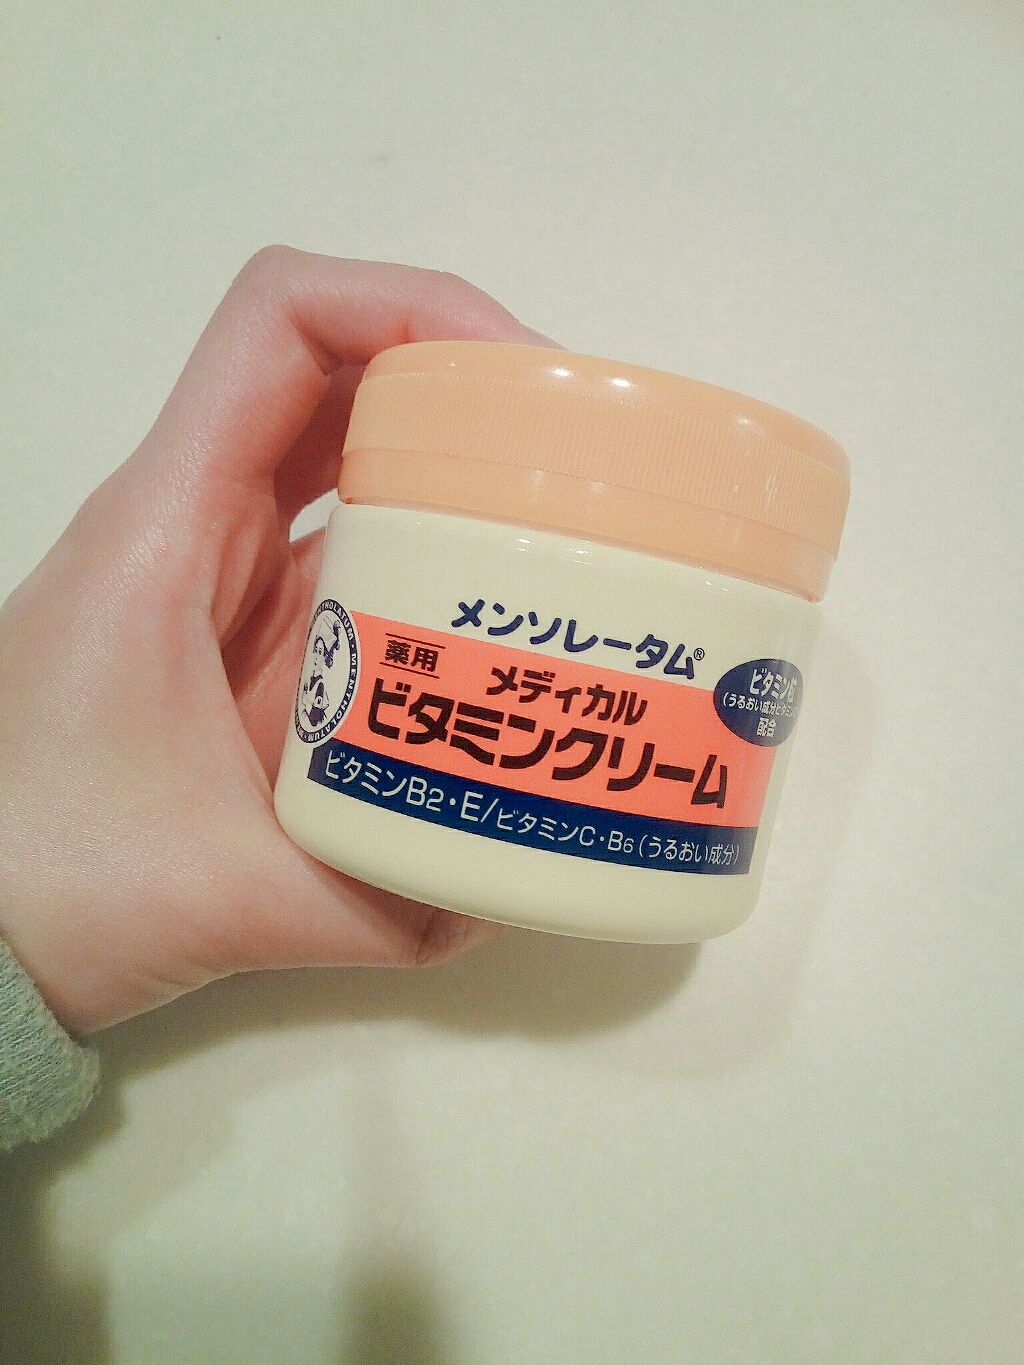 メンソレータム®
薬用
メディカル
ビタミンクリーム
ビタミンB2・E/ビタミンC・B6(うるおい成分)
配合
MENTHOLATUM